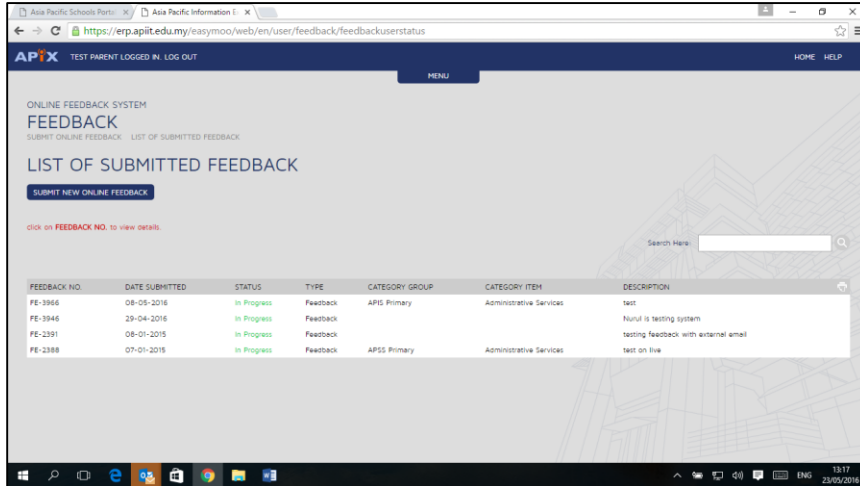 Asia Pacific Schools Porta
Asia Pacific Information E
https://erp.apiit.edu.my/easymoo/web/en/user/feedback/feedbackuserstatus
APiX TEST PARENT LOGGED IN. LOG OUT HOME HELP
MENU
ONLINE FEEDBACK SYSTEM
FEEDBACK
SUBMIT ONLINE FEEDBACK LIST OF SUBMITTED FEEDBACK
LIST OF SUBMITTED FEEDBACK
SUBMIT NEW ONLINE FEEDBACK
click on FEEDBACK NO. to view details.
Search Here:
FEEDBACK NO. DATE SUBMITTED STATUS TYPE CATEGORY GROUP CATEGORY ITEM DESCRIPTION
FE-3966 08-05-2016 In Progress Feedback APIS Primary Administrative Services test
FE-3946 29-04-2016 In Progress Feedback Nurul is testing system
FE-2391 08-01-2015 In Progress Feedback testing feedback with external email
FE-2388 07-01-2015 In Progress Feedback APSS Primary Administrative Services test on live
ENG 13:17
23/05/2016